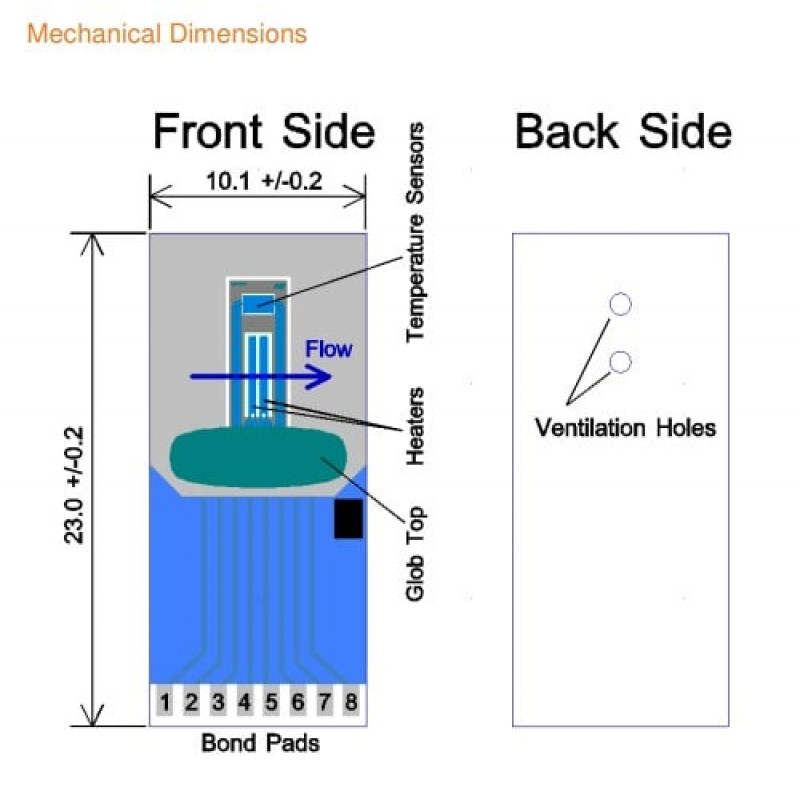 Mechanical Dimensions
Front Side
Back Side
10.1 +/-0.2
Temperature Sensors
Flow
Heaters
Ventilation Holes
23.0 +/-0.2
Glob Top
1 2 3 4 5 6 7 8
Bond Pads